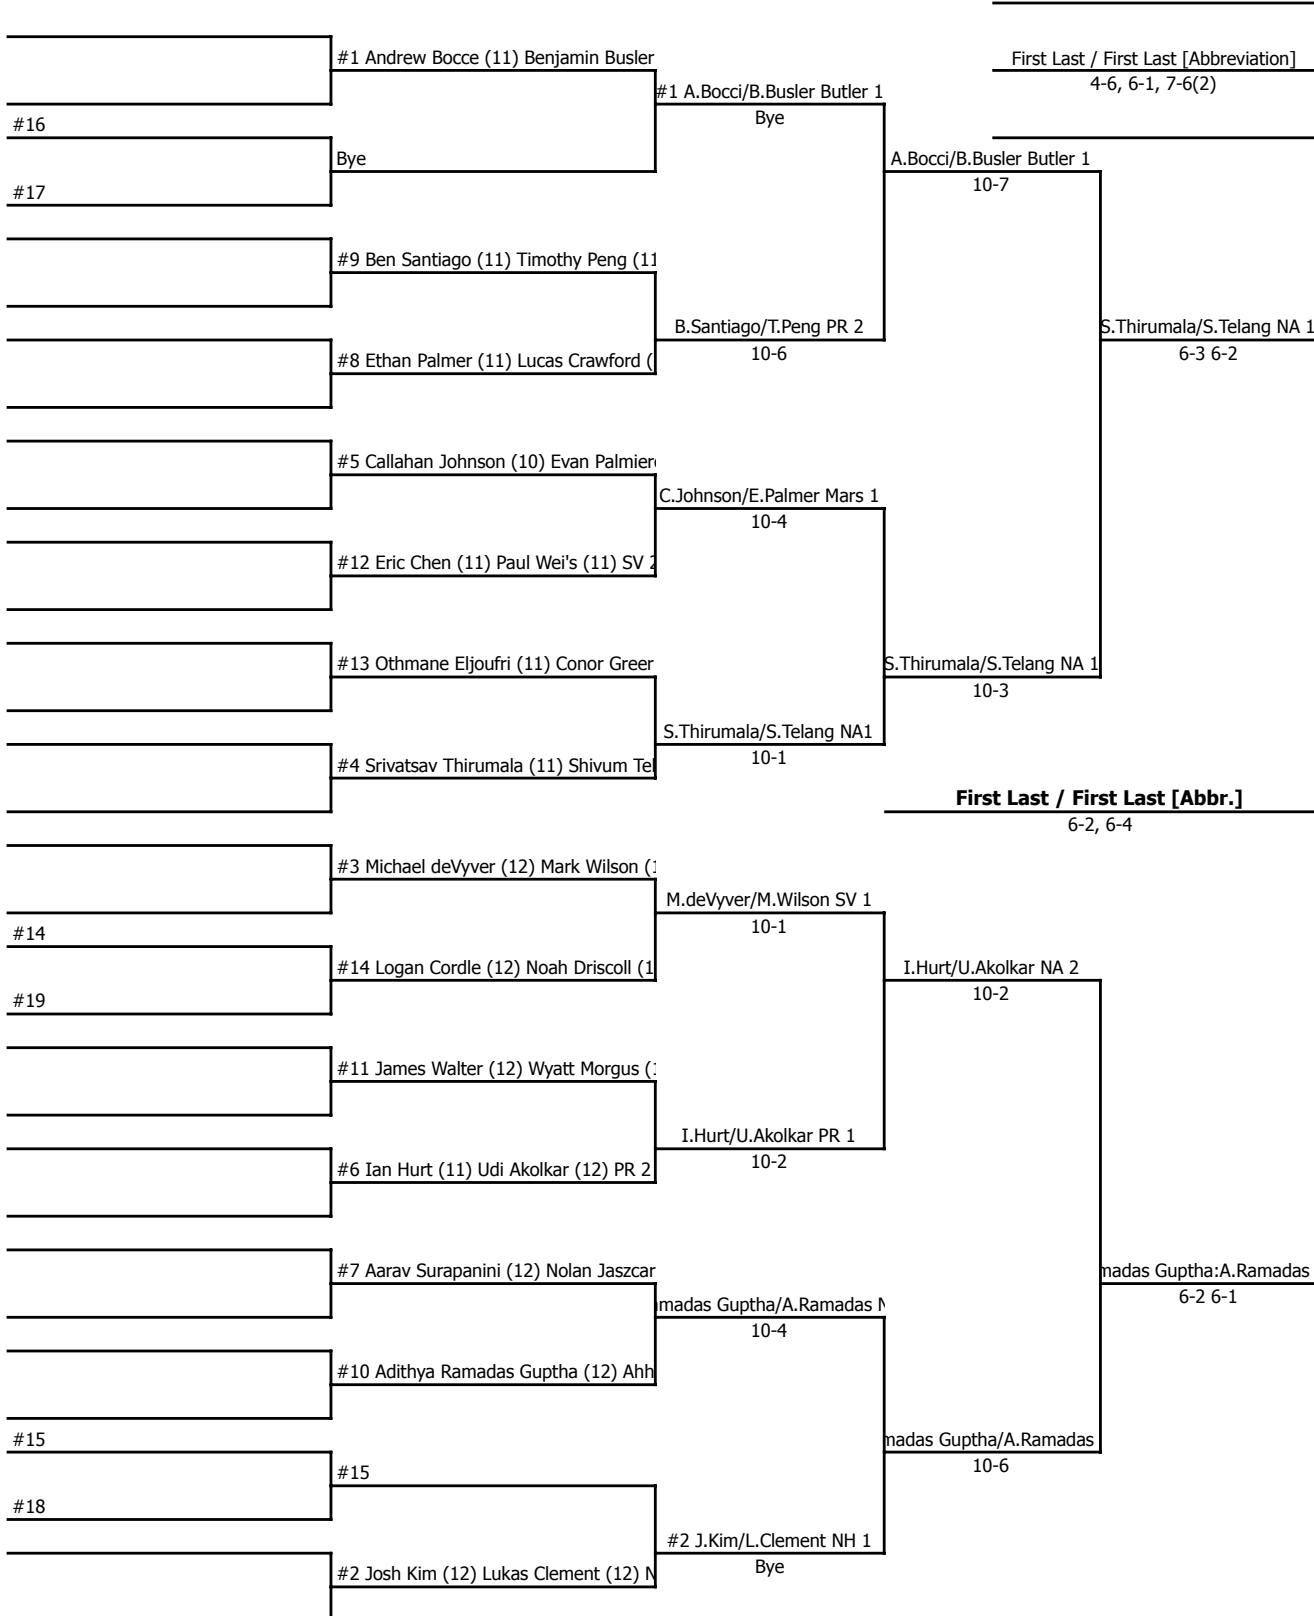 #1 Andrew Bocce (11) Benjamin Busler
First Last / First Last [Abbreviation]
4-6, 6-1, 7-6(2)
#1 A.Bocci/B.Busler Butler 1
Bye
#16
Bye
A.Bocci/B.Busler Butler 1
10-7
#17
#9 Ben Santiago (11) Timothy Peng (11
B.Santiago/T.Peng PR 2
10-6
S.Thirumala/S.Telang NA 1
6-3 6-2
#8 Ethan Palmer (11) Lucas Crawford (
#5 Callahan Johnson (10) Evan Palmier
C.Johnson/E.Palmer Mars 1
10-4
#12 Eric Chen (11) Paul Wei's (11) SV 2
#13 Othmane Eljoufri (11) Conor Greer
S.Thirumala/S.Telang NA 1
10-3
S.Thirumala/S.Telang NA1
10-1
#4 Srivatsav Thirumala (11) Shivum Tel
First Last / First Last [Abbr.]
6-2, 6-4
#3 Michael deVyver (12) Mark Wilson (1
M.deVyver/M.Wilson SV 1
10-1
#14
#14 Logan Cordle (12) Noah Driscoll (1
I.Hurt/U.Akolkar NA 2
10-2
#19
#11 James Walter (12) Wyatt Morgus (1
I.Hurt/U.Akolkar PR 1
10-2
#6 Ian Hurt (11) Udi Akolkar (12) PR 2
#7 Aarav Surapanini (12) Nolan Jaszcar
madas Guptha:A.Ramadas
6-2 6-1
madas Guptha/A.Ramadas N
10-4
#10 Adithya Ramadas Guptha (12) Ahh
#15
madas Guptha/A.Ramadas
10-6
#15
#18
#2 J.Kim/L.Clement NH 1
Bye
#2 Josh Kim (12) Lukas Clement (12) N